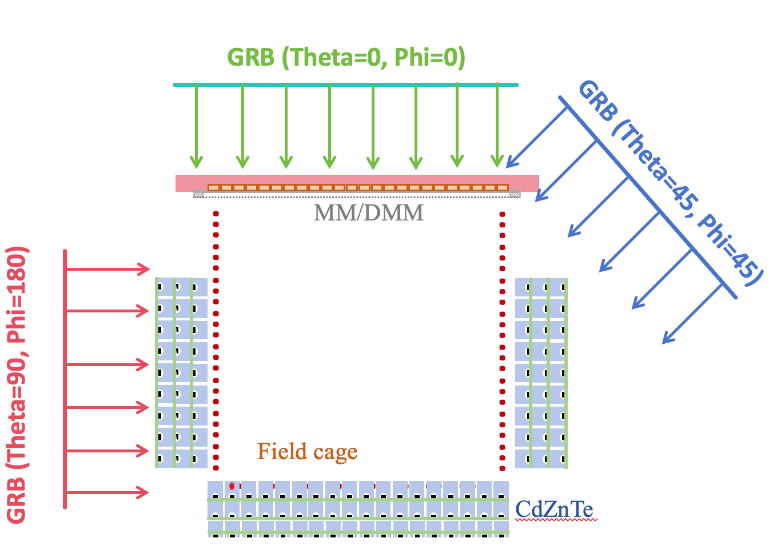 GRB (Theta=0, Phi=0)
GRB (Theta=45, Phi=45)
MM/DMM
GRB (Theta=90, Phi=180)
Field cage
CdZnTe